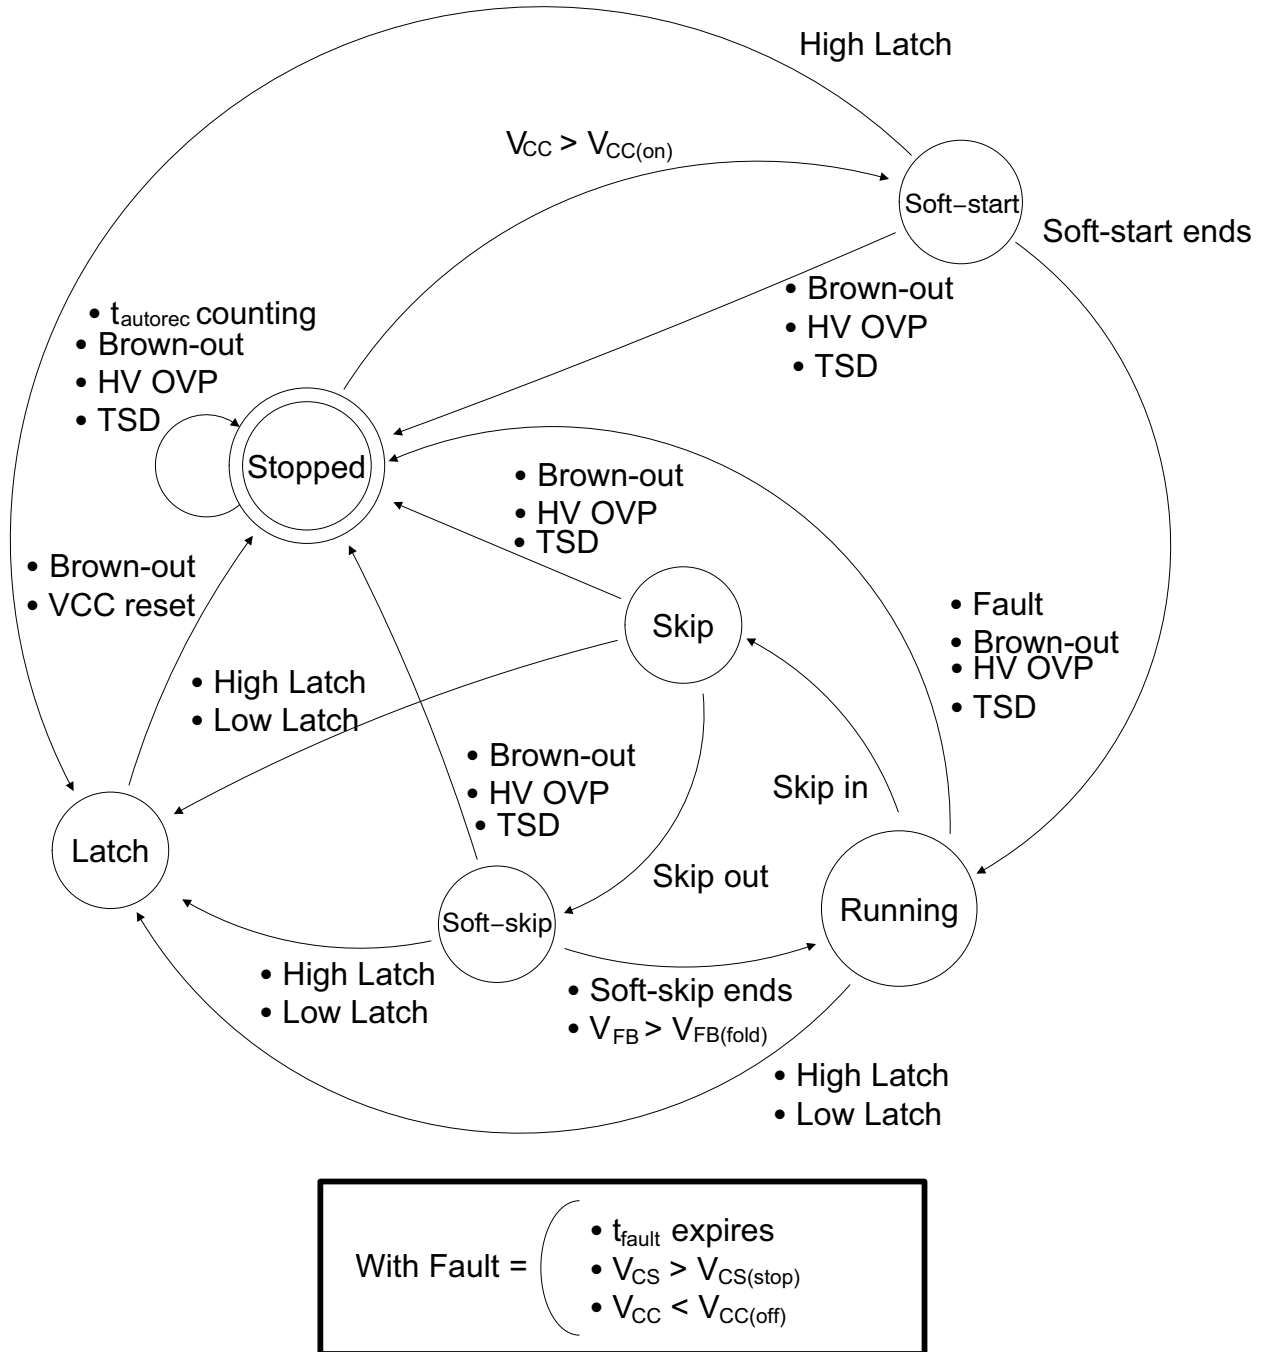 High Latch
VCC > VCC(on)
Soft−start
Soft-start ends
• Brown-out
• HV OVP
• TSD
• tautorec counting
• Brown-out
• HV OVP
• TSD
Stopped
• Brown-out
• HV OVP
• TSD
• Brown-out
• VCC reset
Skip
• Fault
• Brown-out
• HV OVP
• TSD
• High Latch
• Low Latch
• Brown-out
• HV OVP
• TSD
Skip in
Latch
Skip out
Running
Soft−skip
• High Latch
• Low Latch
• Soft-skip ends
• VFB > VFB(fold)
• High Latch
• Low Latch
With Fault =
• tfault expires
• VCS > VCS(stop)
• VCC < VCC(off)